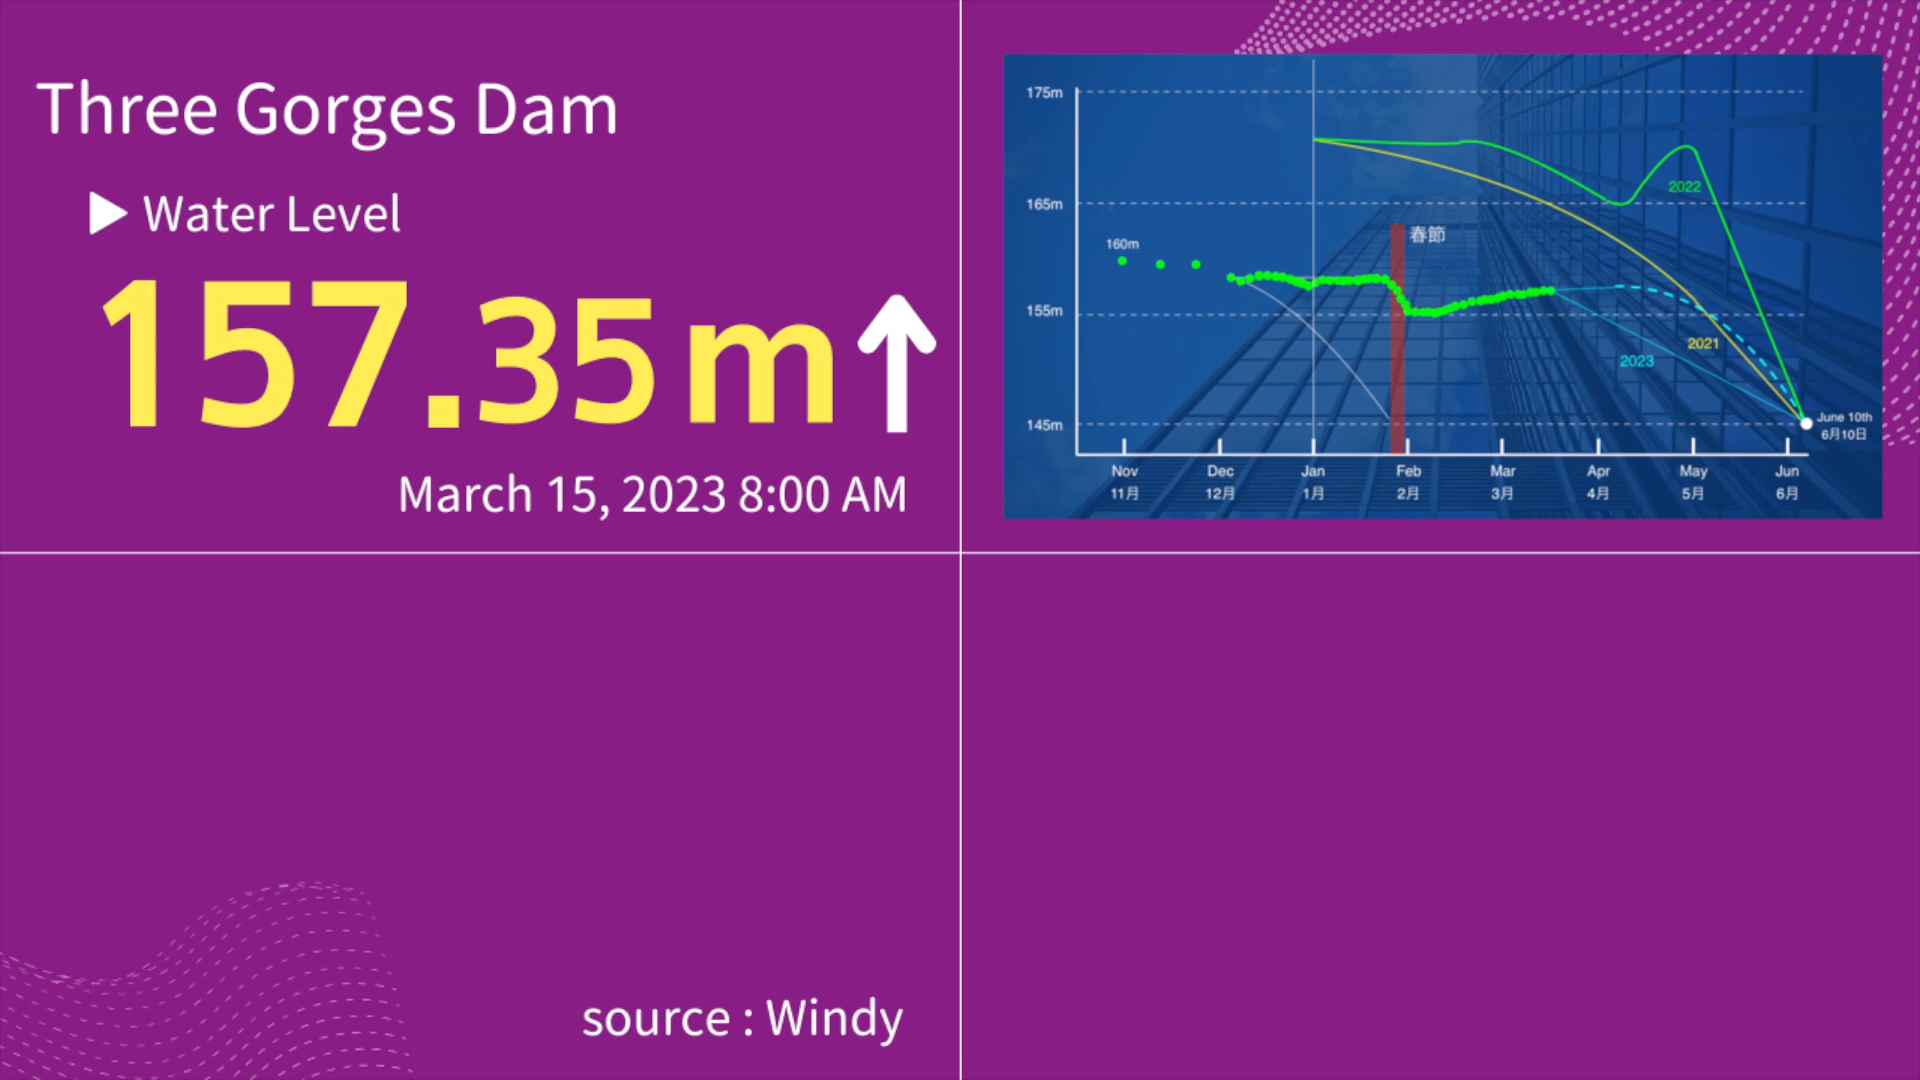 Three Gorges Dam
▶ Water Level
157.35m↑
March 15, 2023 8:00 AM
175m
165m
160m
155m
145m
春節
2022
2021
2023
June 10th
6月10日
Nov Dec Jan Feb Mar Apr May Jun
11月 12月 1月 2月 3月 4月 5月 6月
source : Windy